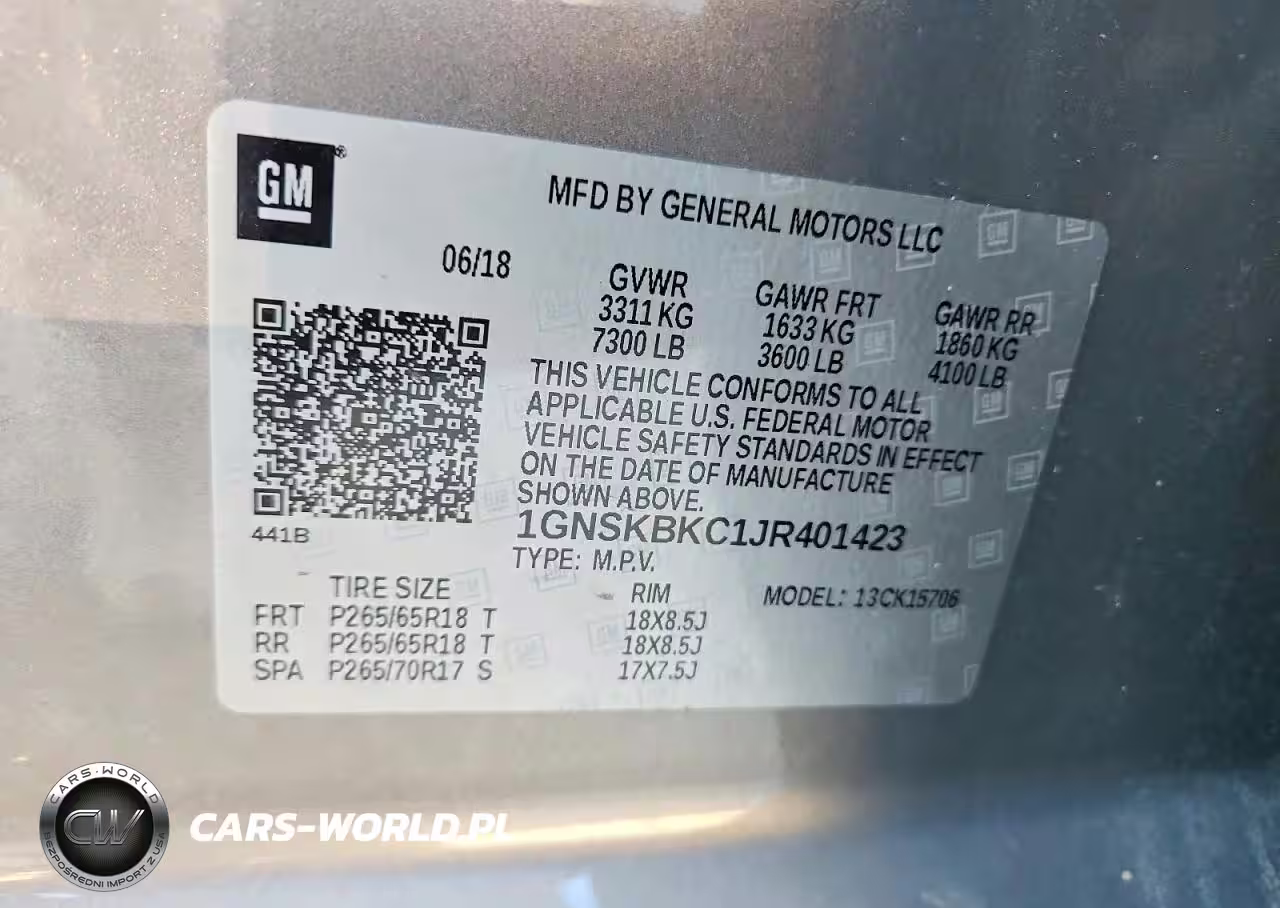 GM
MFD BY GENERAL MOTORS LLC
06/18
GVWR GAWR FRT GAWR RR
3311 KG 1633 KG 1860 KG
7300 LB 3600 LB 4100 LB
THIS VEHICLE CONFORMS TO ALL
APPLICABLE U.S. FEDERAL MOTOR
VEHICLE SAFETY STANDARDS IN EFFECT
ON THE DATE OF MANUFACTURE
SHOWN ABOVE.
1GNSKBKC1JR401423
441B
TYPE: M.P.V.
TIRE SIZE RIM MODEL: 13CK15706
FRT P265/65R18 T 18X8.5J
RR P265/65R18 T 18X8.5J
SPA P265/70R17 S 17X7.5J
CARS-WORLD
CW
BEZPOŚREDNI IMPORT Z USA
CARS-WORLD.PL